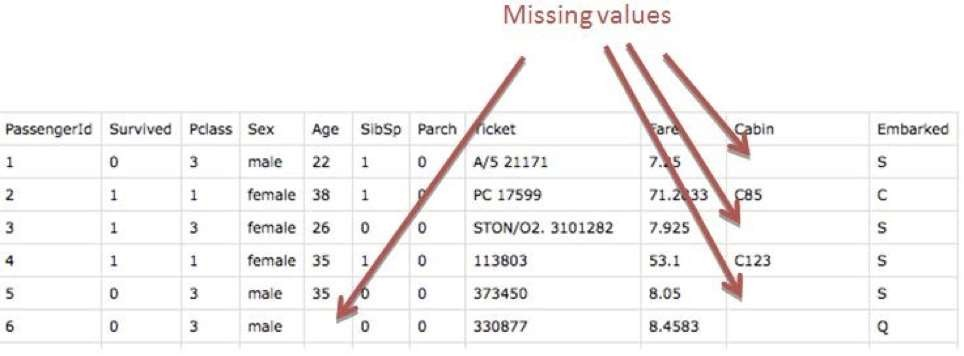 Missing values
PassengerId Survived Pclass Sex Age SibSp Parch Ticket Fare Cabin Embarked
1 0 3 male 22 1 0 A/5 21171 7.25 S
2 1 1 female 38 1 0 PC 17599 71.2833 C85 C
3 1 3 female 26 0 0 STON/O2. 3101282 7.925 S
4 1 1 female 35 1 0 113803 53.1 C123 S
5 0 3 male 35 0 0 373450 8.05 S
6 0 3 male 0 0 330877 8.4583 Q